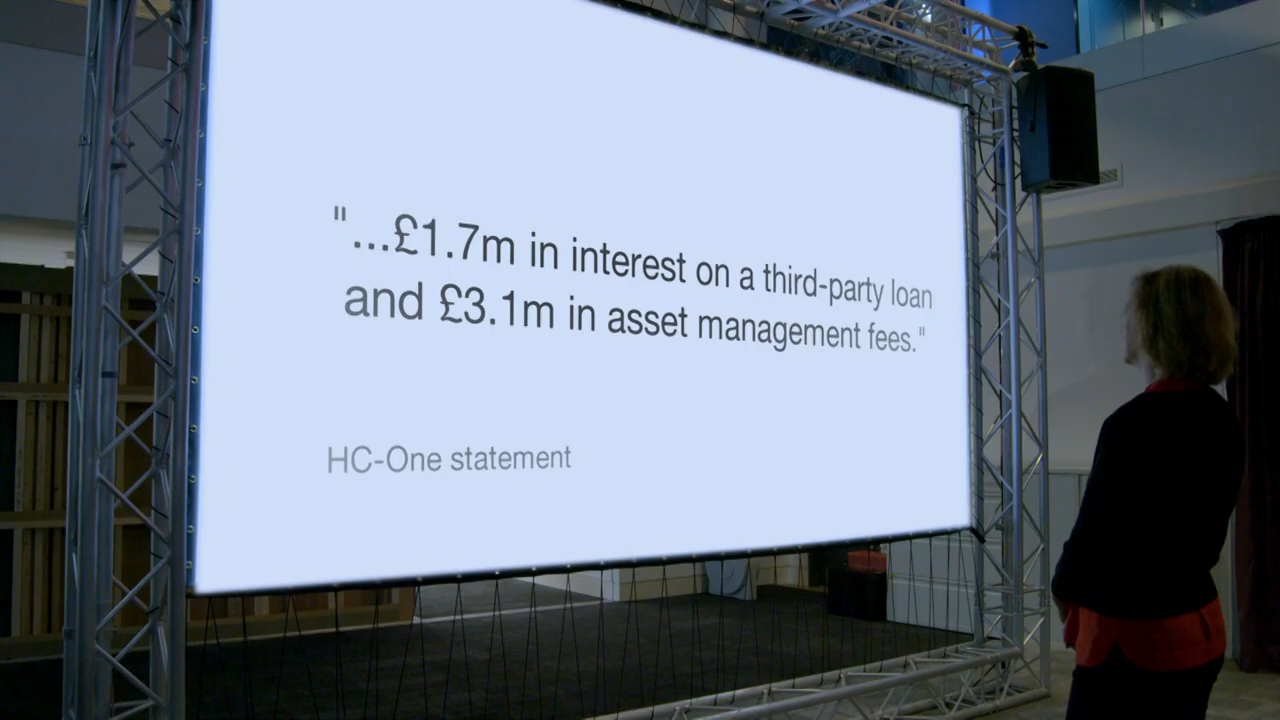 "...£1.7m in interest on a third-party loan
and £3.1m in asset management fees."
HC-One statement